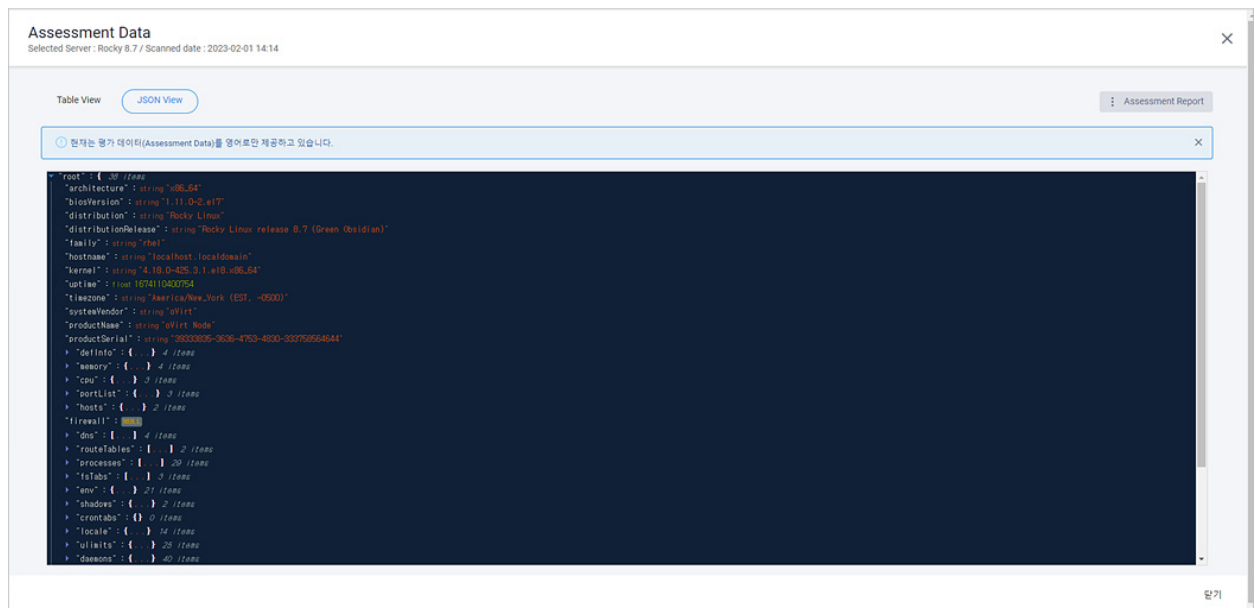 Assessment Data
Selected Server : Rocky 8.7 / Scanned date : 2023-02-01 14:14
Table View
JSON View
Assessment Report
현재는 평가 데이터(Assessment Data)를 영어로만 제공하고 있습니다.
"root" : { 38 items
"architecture" : string "x86_64"
"biosVersion" : string "1.11.0-2.el7"
"distribution" : string "Rocky Linux"
"distributionRelease" : string "Rocky Linux release 8.7 (Green Obsidian)"
"family" : string "rhel"
"hostname" : string "localhost.localdomain"
"kernel" : string "4.18.0-425.3.1.el8.x86_64"
"uptime" : float 1674110400754
"timezone" : string "America/New_York (EST, -0500)"
"systemVendor" : string "oVirt"
"productName" : string "oVirt Node"
"productSerial" : string "39333835-3636-4753-4830-333758564644"
"defInfo" : {...} 4 items
"memory" : {...} 4 items
"cpu" : {...} 3 items
"portList" : {...} 3 items
"hosts" : {...} 2 items
"firewall" : NULL
"dns" : [...] 4 items
"routeTables" : [...] 2 items
"processes" : [...] 29 items
"fsTabs" : [...] 3 items
"env" : {...} 21 items
"shadows" : {...} 2 items
"crontabs" : {} 0 items
"locale" : {...} 14 items
"ulimits" : {...} 25 items
"daemons" : {...} 40 items
닫기